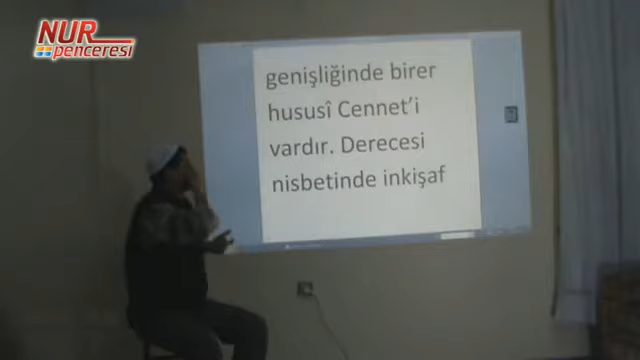 NUR
penceresi
genişliğinde birer
hususî Cennet'i
vardır. Derecesi
nisbetinde inkişaf